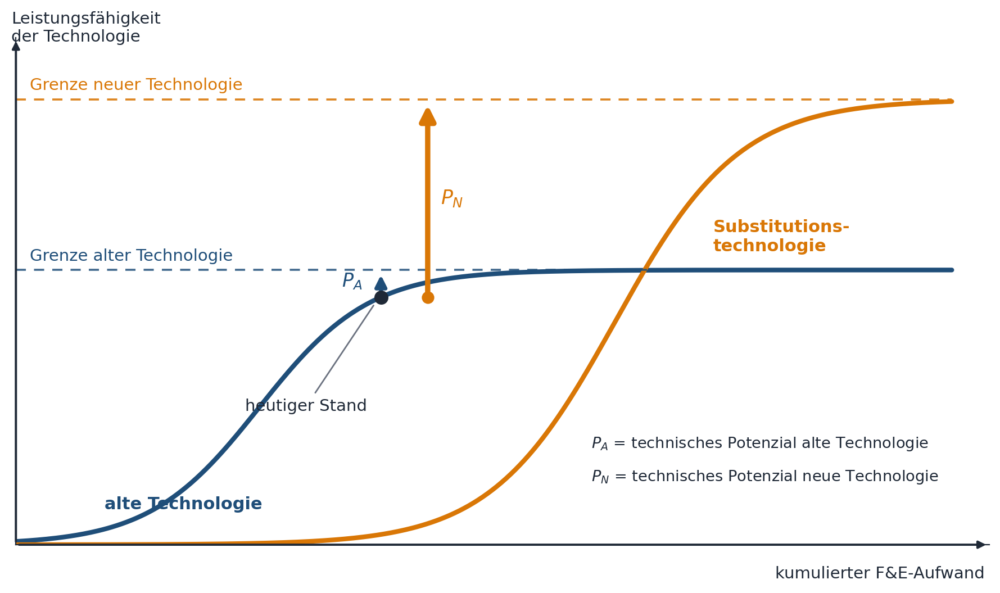 Leistungsfähigkeit
der Technologie
Grenze neuer Technologie
P_N
Substitutions-
technologie
Grenze alter Technologie
P_A
heutiger Stand
P_A = technisches Potenzial alte Technologie
P_N = technisches Potenzial neue Technologie
alte Technologie
kumulierter F&E-Aufwand